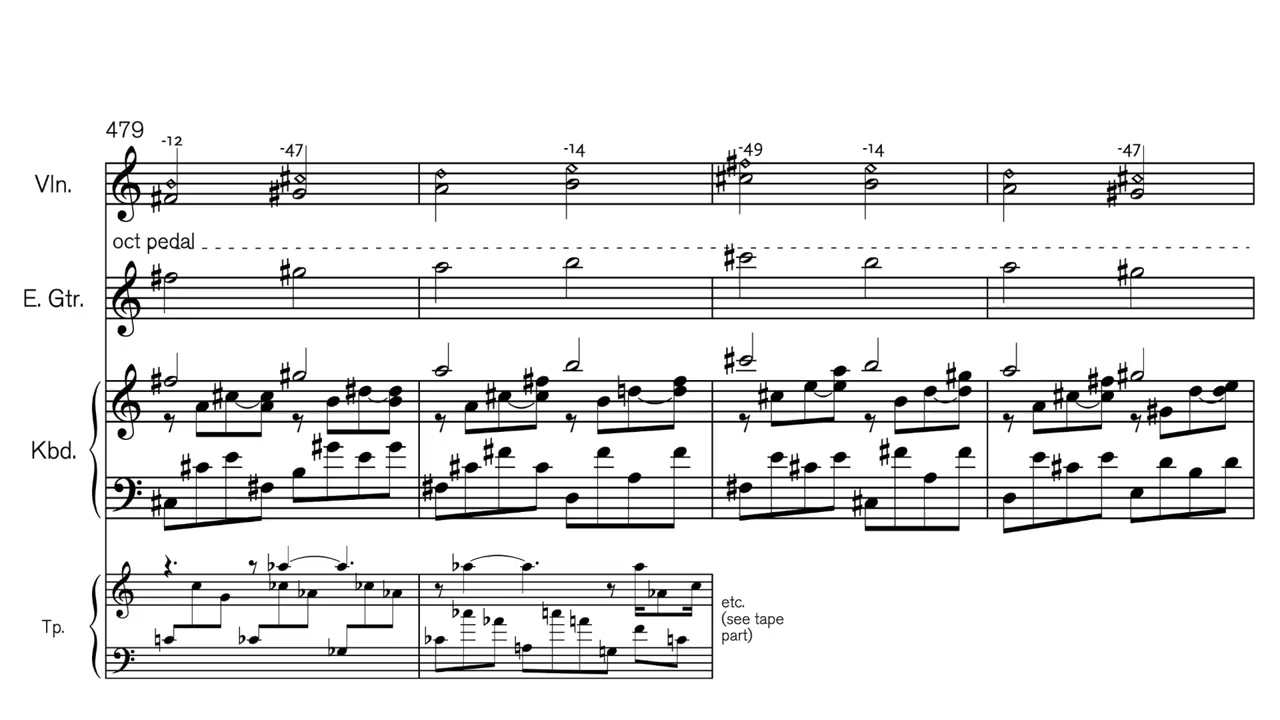 479
-12 -47 -14 -49 -14 -47
Vln.
oct pedal
E. Gtr.
Kbd.
Tp.
etc.
(see tape
part)